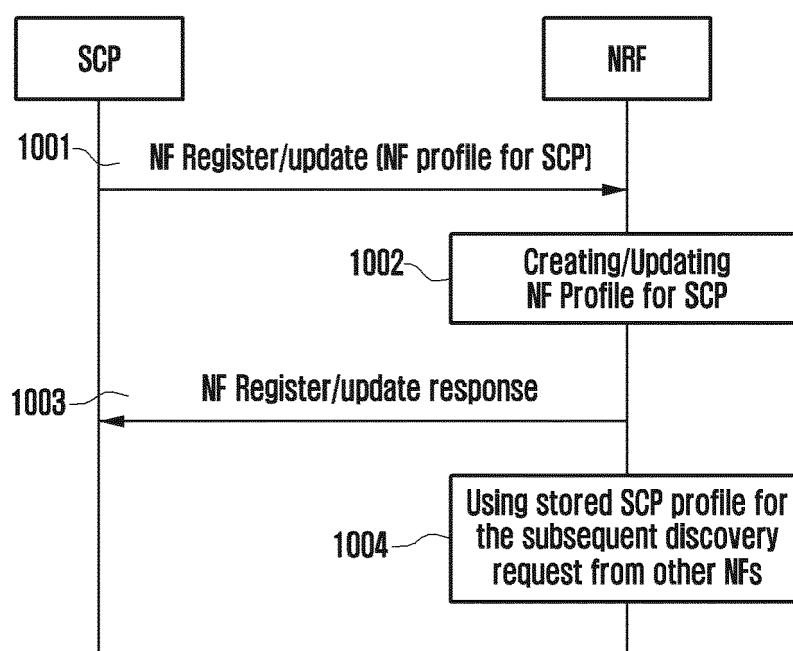 SCP
NRF
1001
NF Register/update (NF profile for SCP)
1002
Creating/Updating
NF Profile for SCP
1003
NF Register/update response
1004
Using stored SCP profile for
the subsequent discovery
request from other NFs